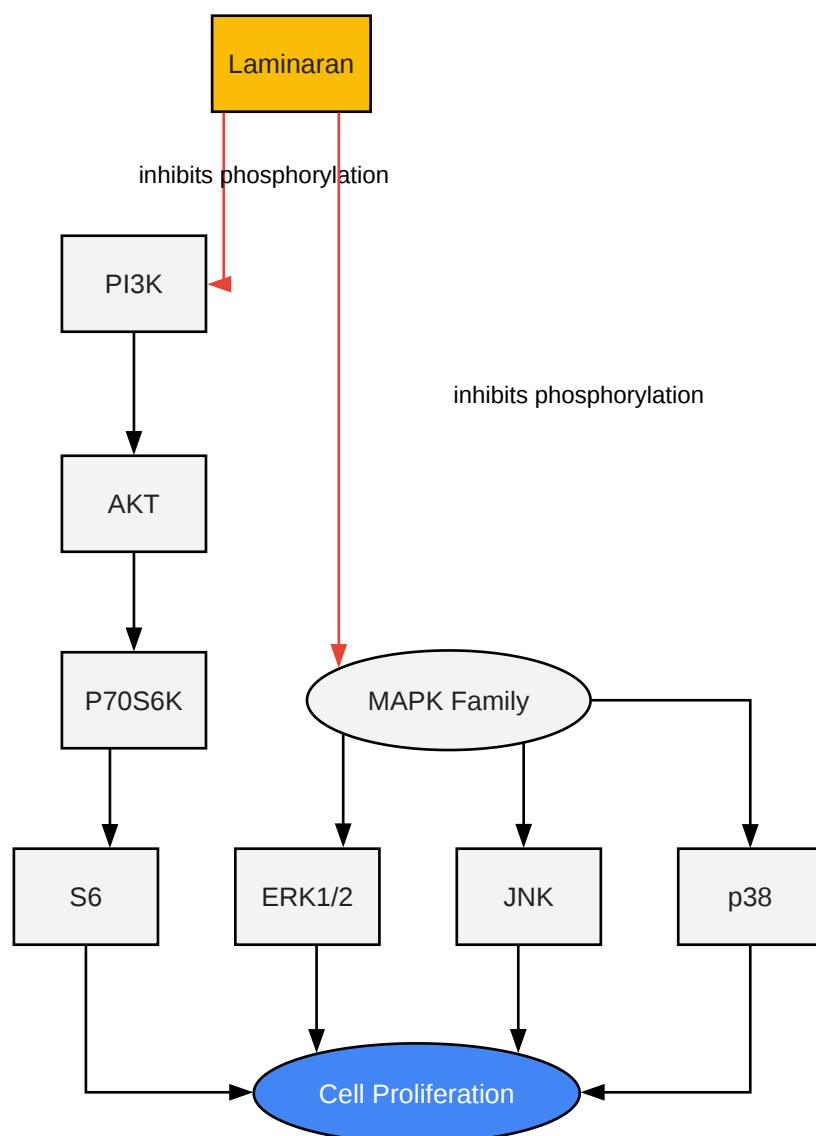 Laminaran
inhibits phosphorylation
PI3K
inhibits phosphorylation
AKT
P70S6K
MAPK Family
S6
ERK1/2
JNK
p38
Cell Proliferation